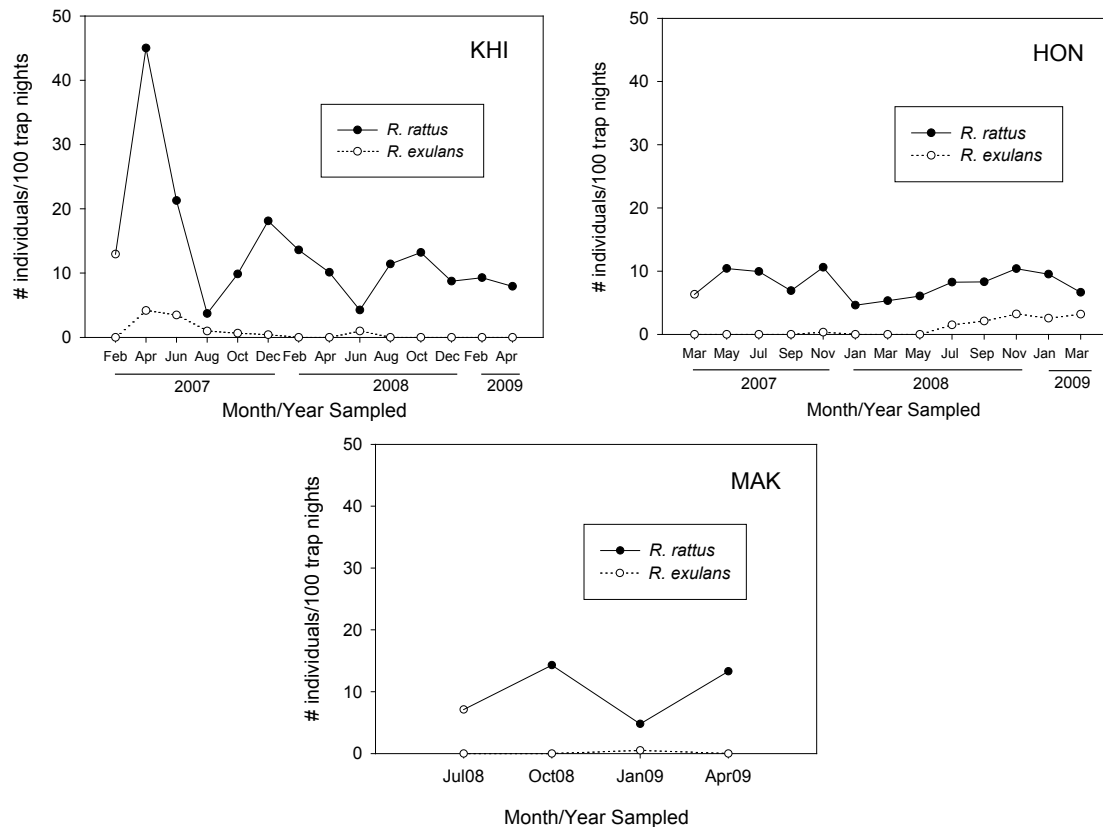 KHI
# individuals/100 trap nights
50
40
30
20
10
0
R. rattus
R. exulans
Feb Apr Jun Aug Oct Dec Feb Apr Jun Aug Oct Dec Feb Apr
2007 2008 2009
Month/Year Sampled
HON
# individuals/100 trap nights
50
40
30
20
10
0
R. rattus
R. exulans
Mar May Jul Sep Nov Jan Mar May Jul Sep Nov Jan Mar
2007 2008 2009
Month/Year Sampled
MAK
# individuals/100 trap nights
50
40
30
20
10
0
R. rattus
R. exulans
Jul08 Oct08 Jan09 Apr09
Month/Year Sampled